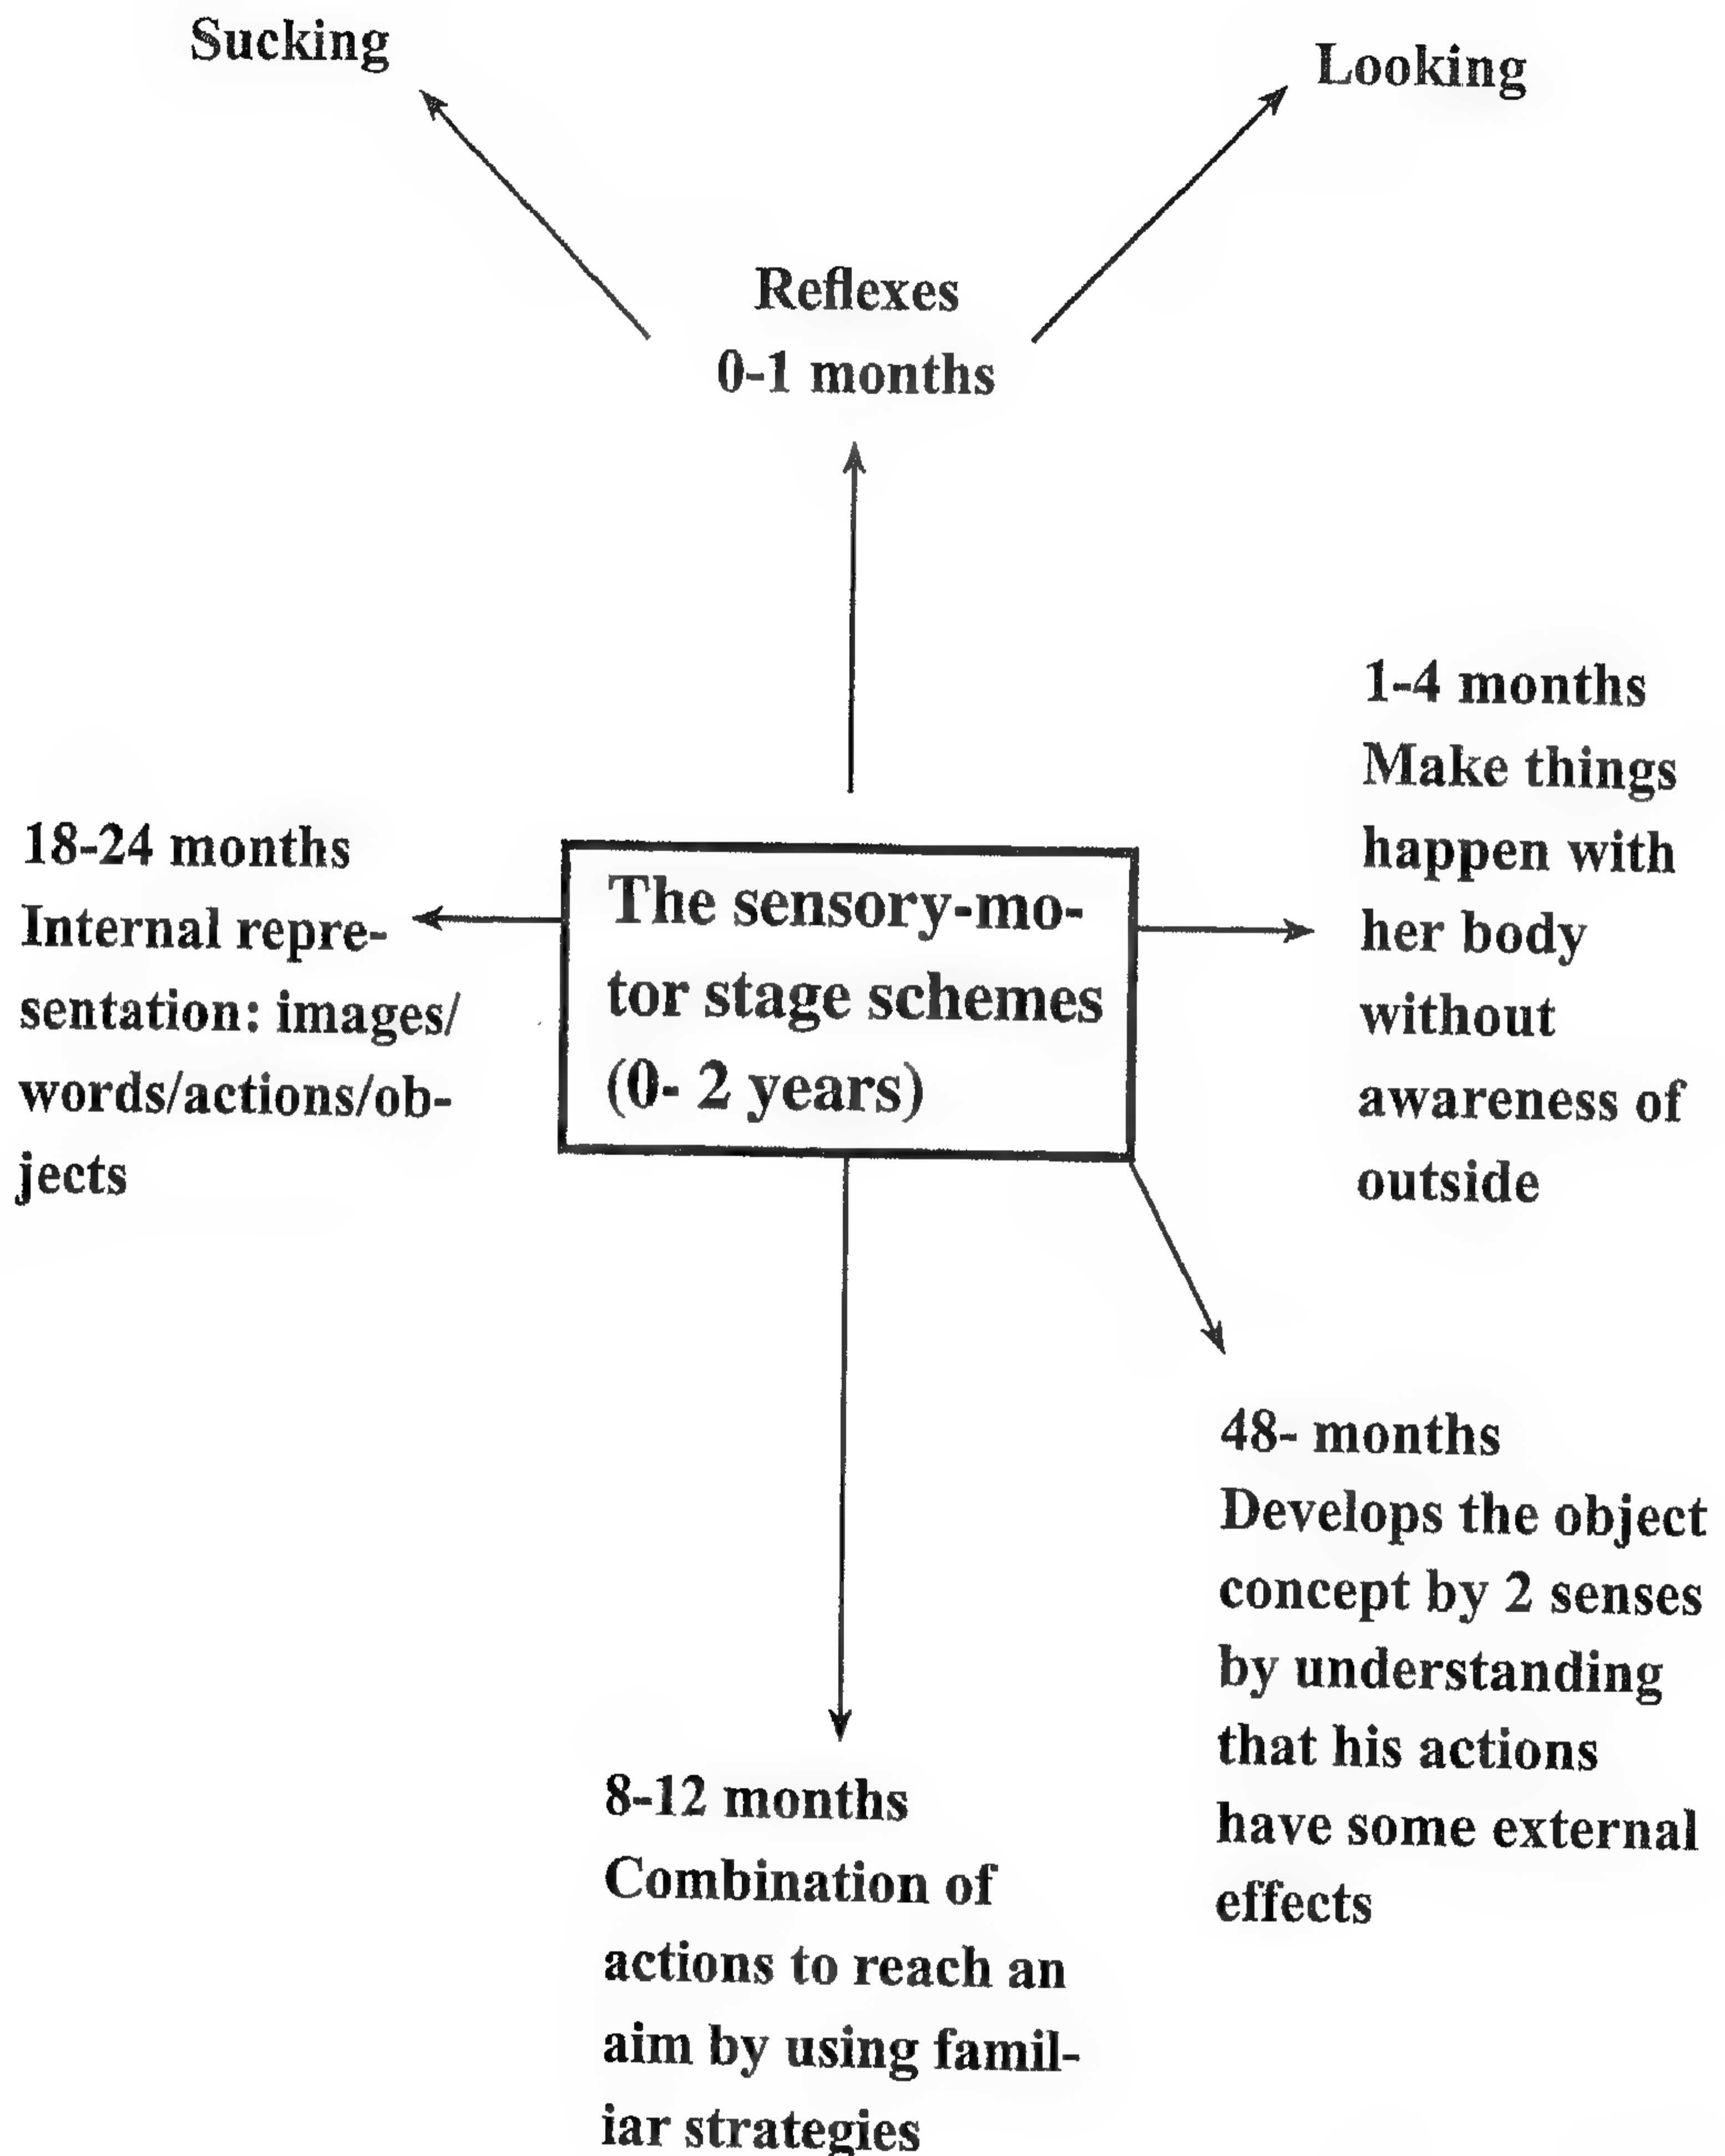 Sucking
Looking
Reflexes
0-1 months
1-4 months
Make things
happen with
her body
without
awareness of
outside
18-24 months
Internal repre-
sentation: images/
words/actions/ob-
jects
The sensory-mo-
tor stage schemes
(0- 2 years)
48- months
Develops the object
concept by 2 senses
by understanding
that his actions
have some external
effects
8-12 months
Combination of
actions to reach an
aim by using famil-
iar strategies